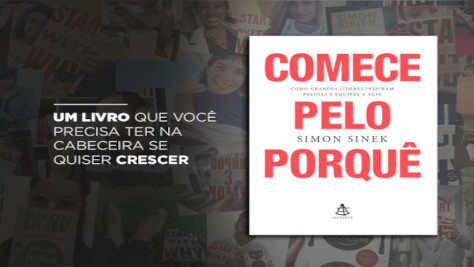 UM LIVRO QUE VOCÊ
PRECISA TER NA
CABECEIRA SE
QUISER CRESCER
COMECE
COMO GRANDES LÍDERES INSPIRAM
PESSOAS E EQUIPES A AGIR
PELO
SIMON SINEK
PORQUÊ
SEXTANTE